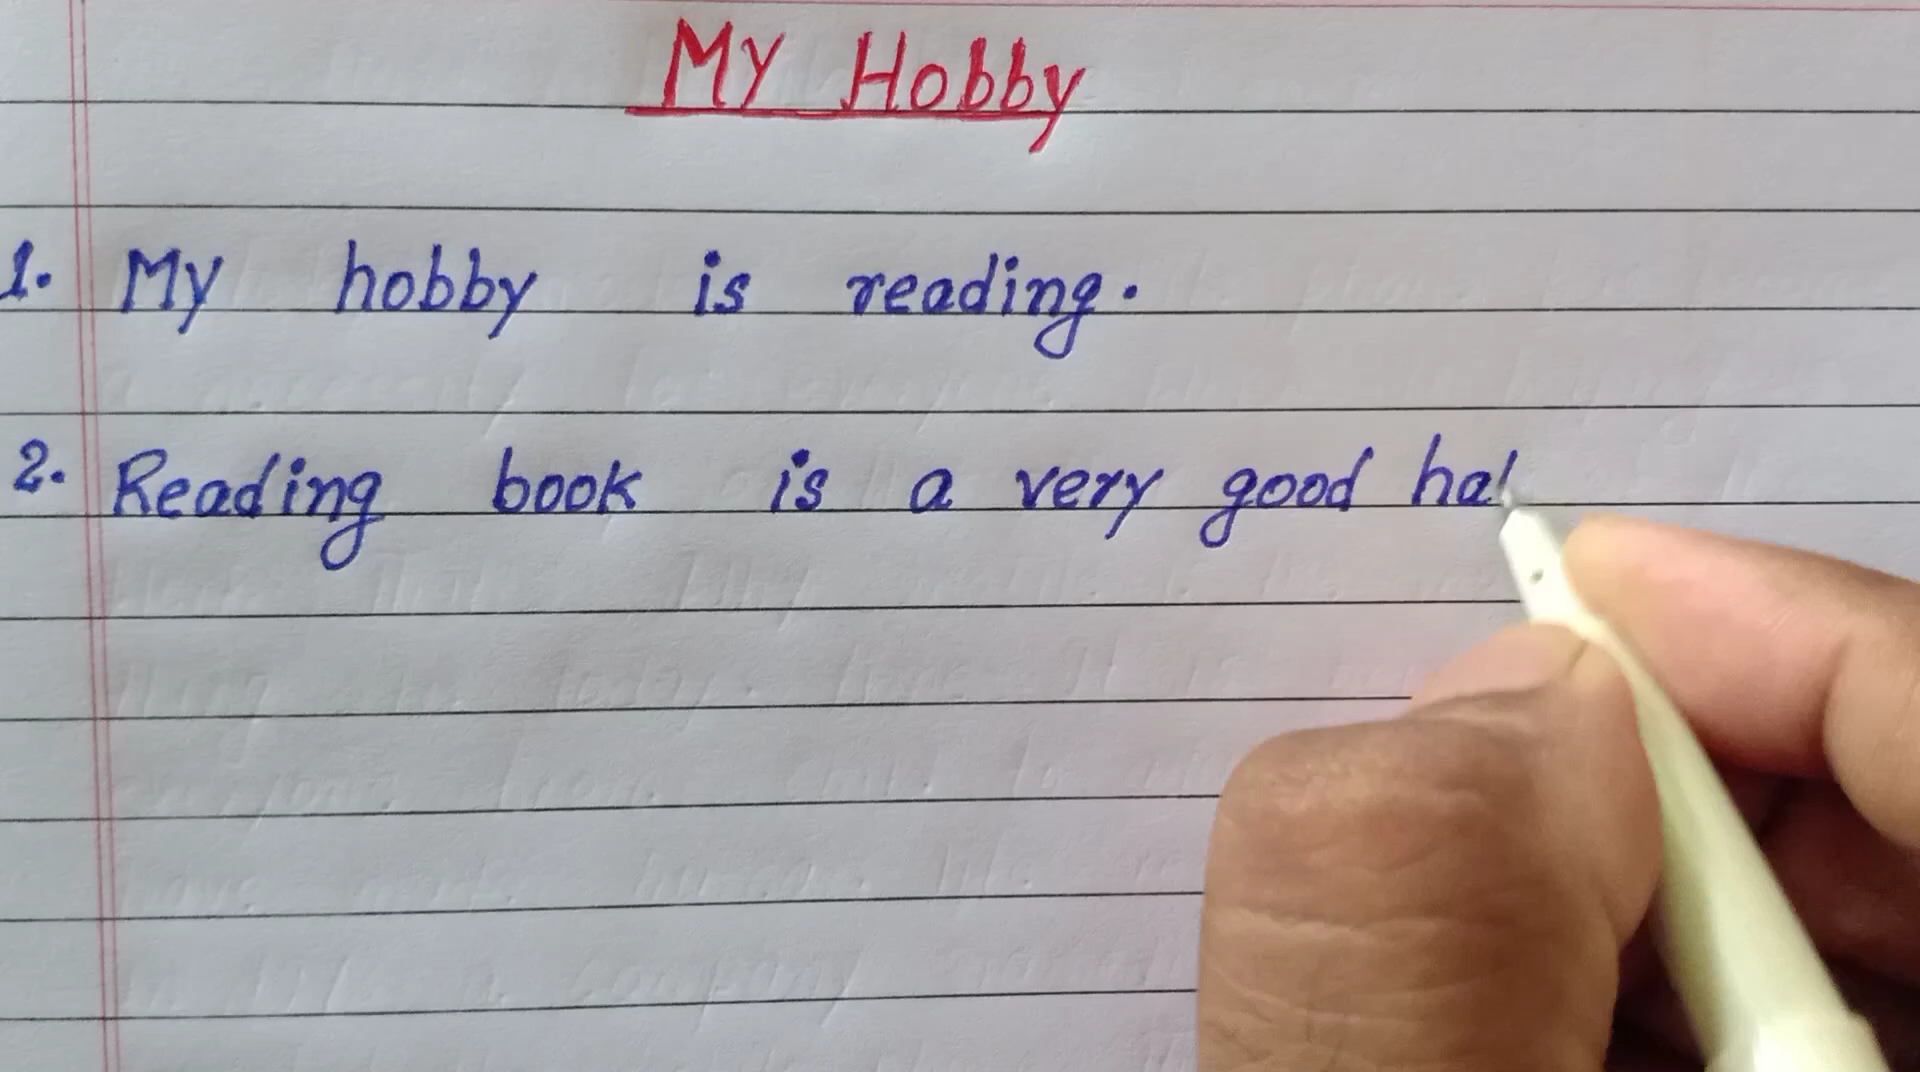 My Hobby
1. My hobby is reading.
2. Reading book is a very good